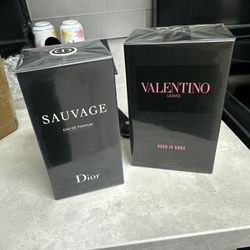 SAUVAGE
EAU DE PARFUM
Dior
VALENTINO
UOMO
BORN IN ROMA